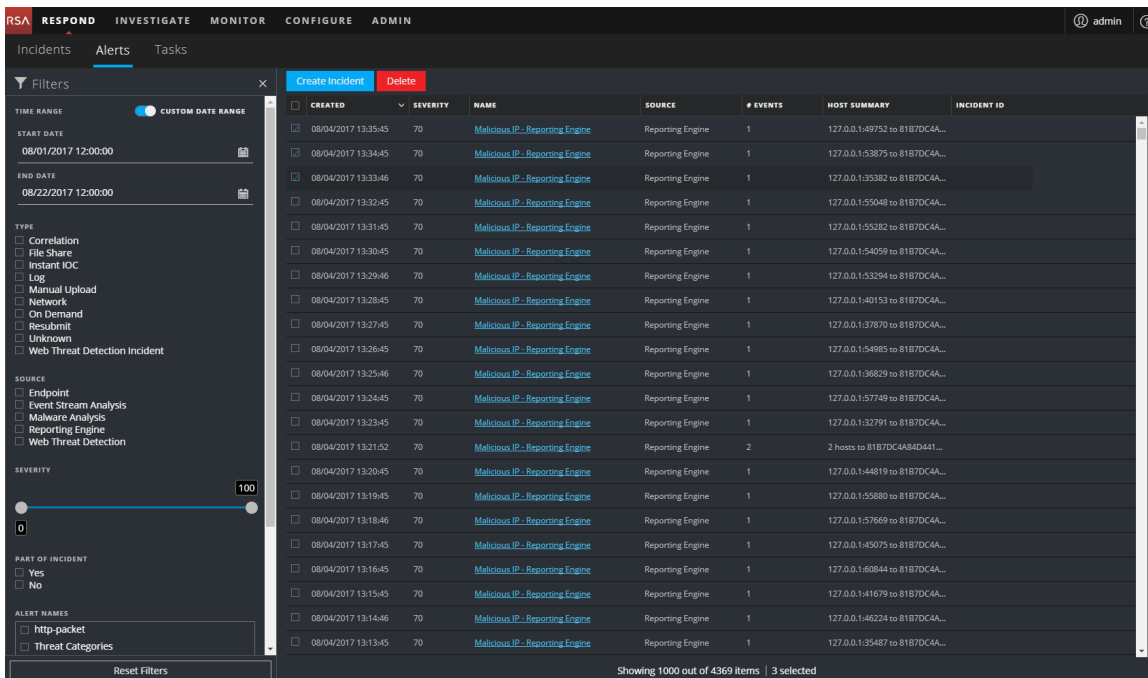 RSA RESPOND INVESTIGATE MONITOR CONFIGURE ADMIN admin
Incidents Alerts Tasks
Filters
Create Incident Delete
TIME RANGE CUSTOM DATE RANGE
START DATE
08/01/2017 12:00:00
END DATE
08/22/2017 12:00:00
TYPE
Correlation
File Share
Instant IOC
Log
Manual Upload
Network
On Demand
Resubmit
Unknown
Web Threat Detection Incident
SOURCE
Endpoint
Event Stream Analysis
Malware Analysis
Reporting Engine
Web Threat Detection
SEVERITY
100
0
PART OF INCIDENT
Yes
No
ALERT NAMES
http-packet
Threat Categories
Reset Filters
CREATED SEVERITY NAME SOURCE # EVENTS HOST SUMMARY INCIDENT ID
08/04/2017 13:35:45 70 Malicious IP - Reporting Engine Reporting Engine 1 127.0.0.1:49752 to 81B7DC4A...
08/04/2017 13:34:45 70 Malicious IP - Reporting Engine Reporting Engine 1 127.0.0.1:53875 to 81B7DC4A...
08/04/2017 13:33:46 70 Malicious IP - Reporting Engine Reporting Engine 1 127.0.0.1:35382 to 81B7DC4A...
08/04/2017 13:32:45 70 Malicious IP - Reporting Engine Reporting Engine 1 127.0.0.1:55048 to 81B7DC4A...
08/04/2017 13:31:45 70 Malicious IP - Reporting Engine Reporting Engine 1 127.0.0.1:55282 to 81B7DC4A...
08/04/2017 13:30:45 70 Malicious IP - Reporting Engine Reporting Engine 1 127.0.0.1:54059 to 81B7DC4A...
08/04/2017 13:29:46 70 Malicious IP - Reporting Engine Reporting Engine 1 127.0.0.1:53294 to 81B7DC4A...
08/04/2017 13:28:45 70 Malicious IP - Reporting Engine Reporting Engine 1 127.0.0.1:40153 to 81B7DC4A...
08/04/2017 13:27:45 70 Malicious IP - Reporting Engine Reporting Engine 1 127.0.0.1:37870 to 81B7DC4A...
08/04/2017 13:26:45 70 Malicious IP - Reporting Engine Reporting Engine 1 127.0.0.1:54985 to 81B7DC4A...
08/04/2017 13:25:46 70 Malicious IP - Reporting Engine Reporting Engine 1 127.0.0.1:36829 to 81B7DC4A...
08/04/2017 13:24:45 70 Malicious IP - Reporting Engine Reporting Engine 1 127.0.0.1:57749 to 81B7DC4A...
08/04/2017 13:23:45 70 Malicious IP - Reporting Engine Reporting Engine 1 127.0.0.1:32791 to 81B7DC4A...
08/04/2017 13:21:52 70 Malicious IP - Reporting Engine Reporting Engine 2 2 hosts to 81B7DC4A84D441...
08/04/2017 13:20:45 70 Malicious IP - Reporting Engine Reporting Engine 1 127.0.0.1:44819 to 81B7DC4A...
08/04/2017 13:19:45 70 Malicious IP - Reporting Engine Reporting Engine 1 127.0.0.1:55880 to 81B7DC4A...
08/04/2017 13:18:46 70 Malicious IP - Reporting Engine Reporting Engine 1 127.0.0.1:57669 to 81B7DC4A...
08/04/2017 13:17:45 70 Malicious IP - Reporting Engine Reporting Engine 1 127.0.0.1:45075 to 81B7DC4A...
08/04/2017 13:16:45 70 Malicious IP - Reporting Engine Reporting Engine 1 127.0.0.1:60844 to 81B7DC4A...
08/04/2017 13:15:45 70 Malicious IP - Reporting Engine Reporting Engine 1 127.0.0.1:41679 to 81B7DC4A...
08/04/2017 13:14:46 70 Malicious IP - Reporting Engine Reporting Engine 1 127.0.0.1:46224 to 81B7DC4A...
08/04/2017 13:13:45 70 Malicious IP - Reporting Engine Reporting Engine 1 127.0.0.1:35487 to 81B7DC4A...
Showing 1000 out of 4369 items | 3 selected